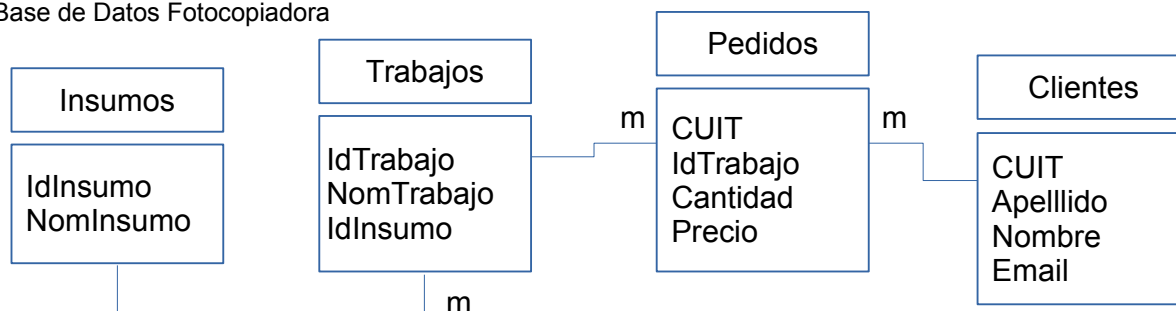 Base de Datos Fotocopiadora
Insumos
IdInsumo
NomInsumo
Trabajos
IdTrabajo
NomTrabajo
IdInsumo
m
m
Pedidos
CUIT
IdTrabajo
Cantidad
Precio
m
Clientes
CUIT
Apelllido
Nombre
Email